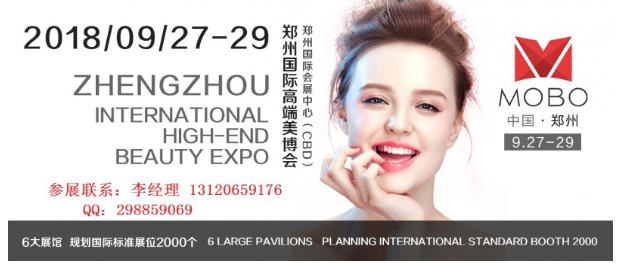 2018/09/27-29
ZHENGZHOU
INTERNATIONAL
HIGH-END
BEAUTY EXPO
郑州国际高端美博会
郑州国际会展中心（CBD）
参展联系：李经理 13120659176
QQ：298859069
MOBO
中国·郑州
9.27-29
6大展馆 规划国际标准展位2000个 6 LARGE PAVILIONS PLANNING INTERNATIONAL STANDARD BOOTH 2000